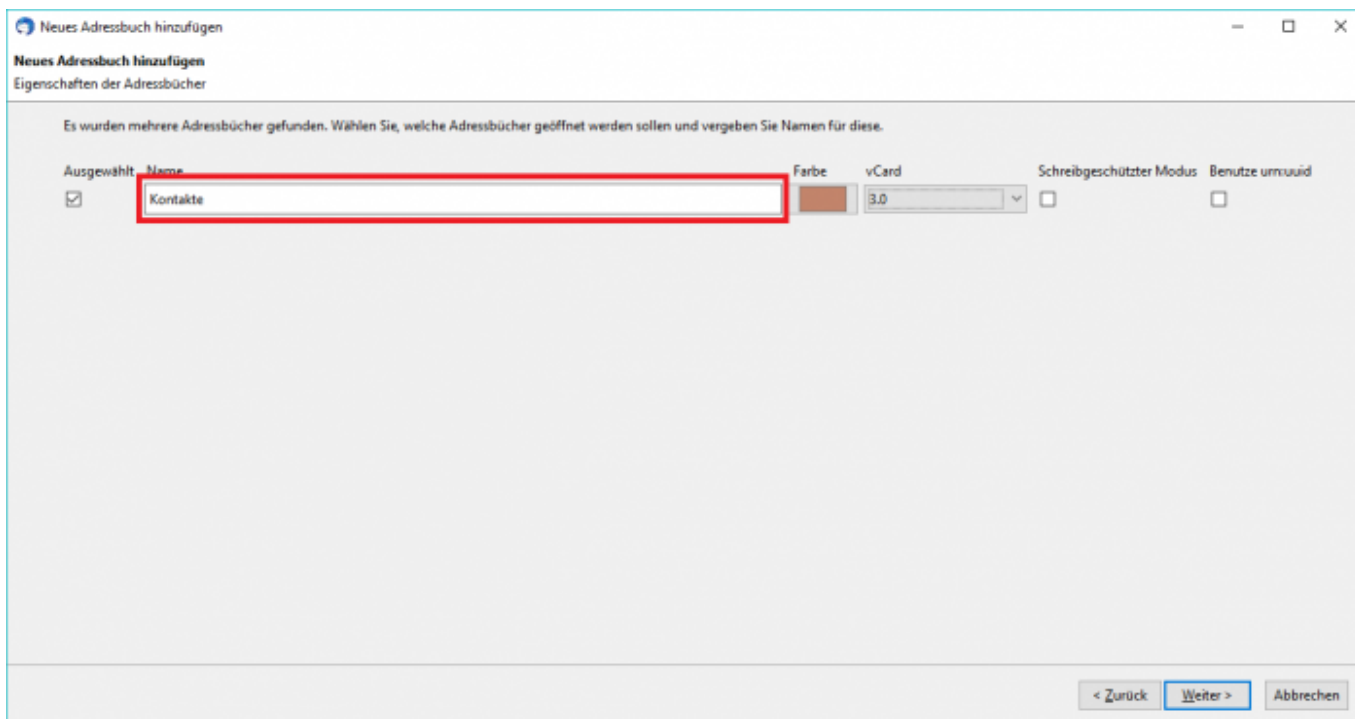 Neues Adressbuch hinzufügen
Neues Adressbuch hinzufügen
Eigenschaften der Adressbücher
Es wurden mehrere Adressbücher gefunden. Wählen Sie, welche Adressbücher geöffnet werden sollen und vergeben Sie Namen für diese.
Ausgewählt Name Farbe vCard Schreibgeschützter Modus Benutze urn:uuid
Kontakte 3.0
< Zurück Weiter > Abbrechen